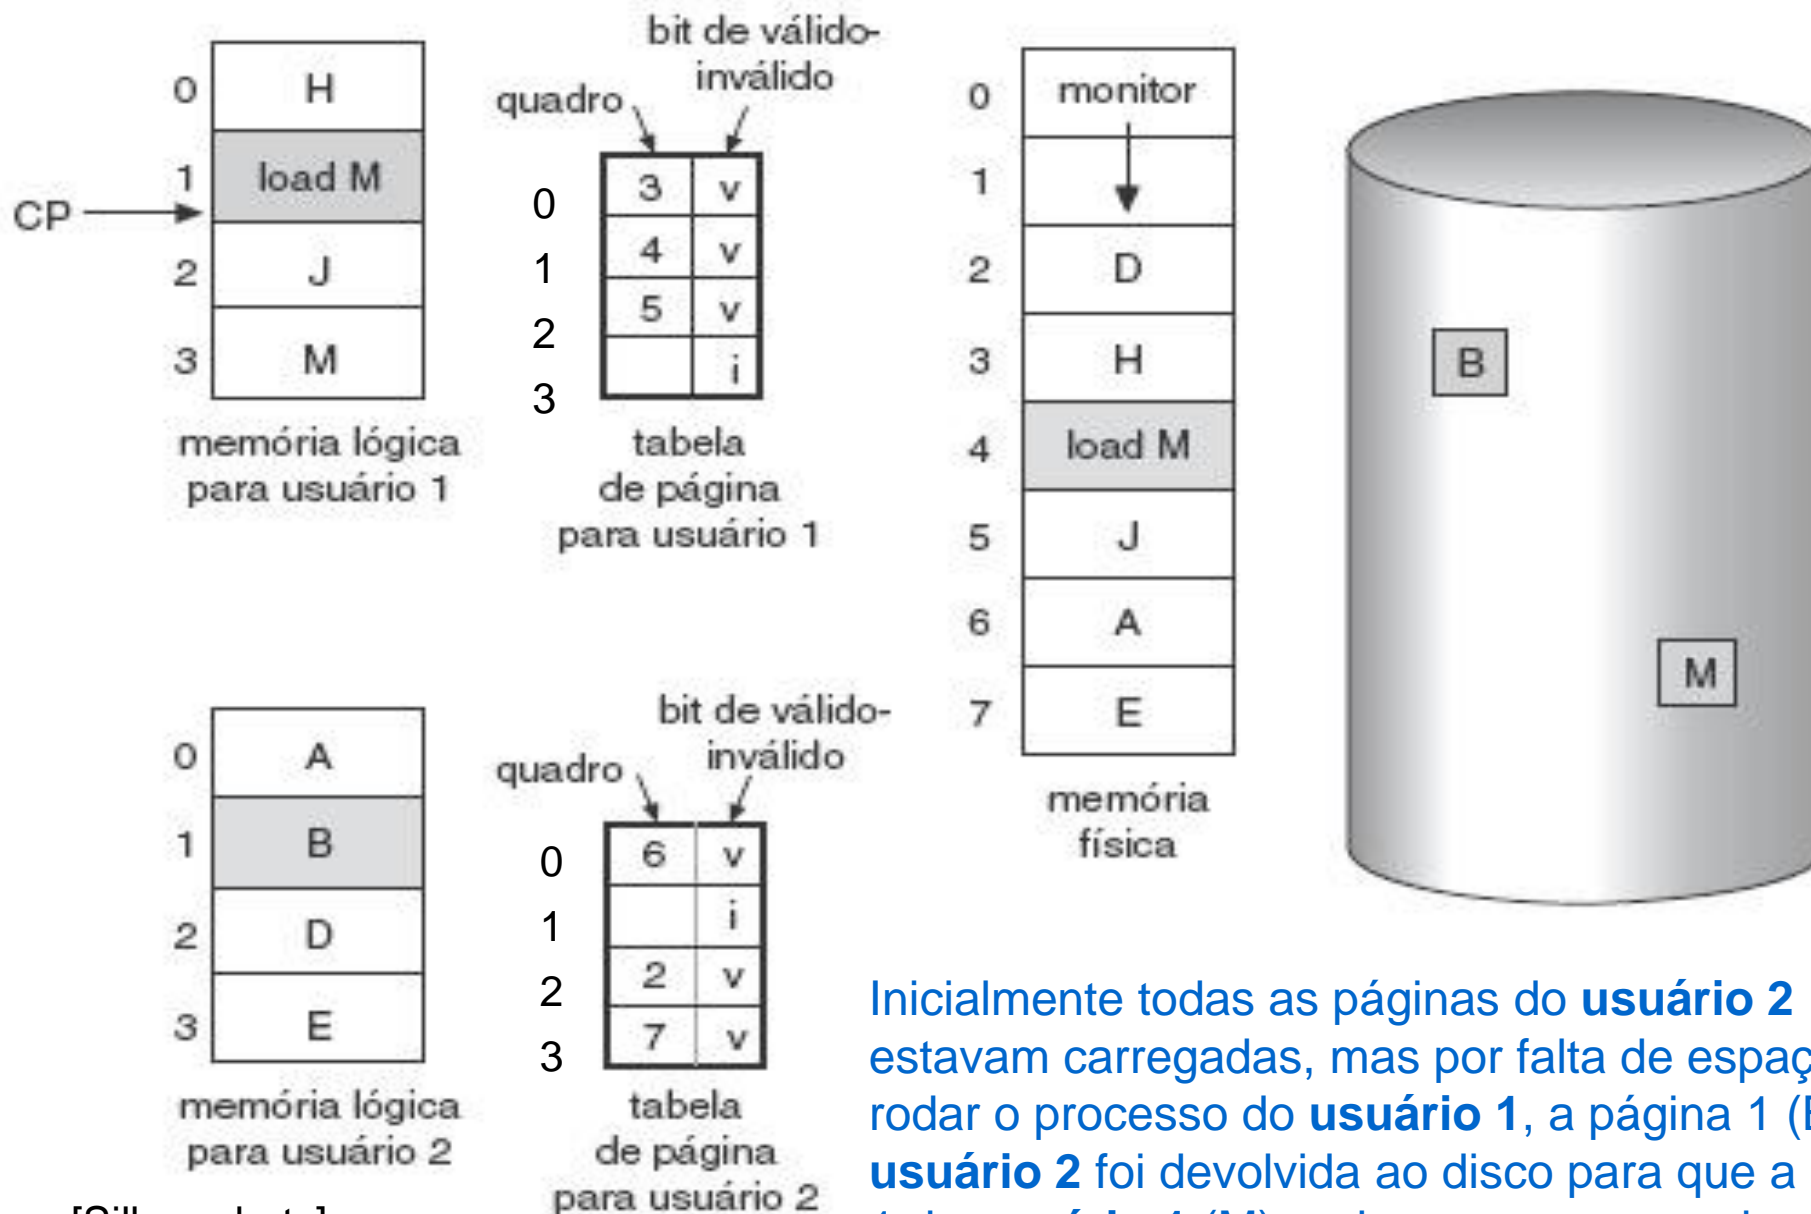 bit de válido-
inválido
quadro
0 H
1 load M
2 J
3 M
CP
memória lógica
para usuário 1
0 3 v
1 4 v
2 5 v
3 i
tabela
de página
para usuário 1
0 monitor
1
2 D
3 H
4 load M
5 J
6 A
7 E
memória
física
B
M
0 A
1 B
2 D
3 E
memória lógica
para usuário 2
bit de válido-
inválido
quadro
0 6 v
1 i
2 2 v
3 7 v
tabela
de página
para usuário 2
Inicialmente todas as páginas do usuário 2
estavam carregadas, mas por falta de
rodar o processo do usuário 1, a página 1
usuário 2 foi devolvida ao disco para que a